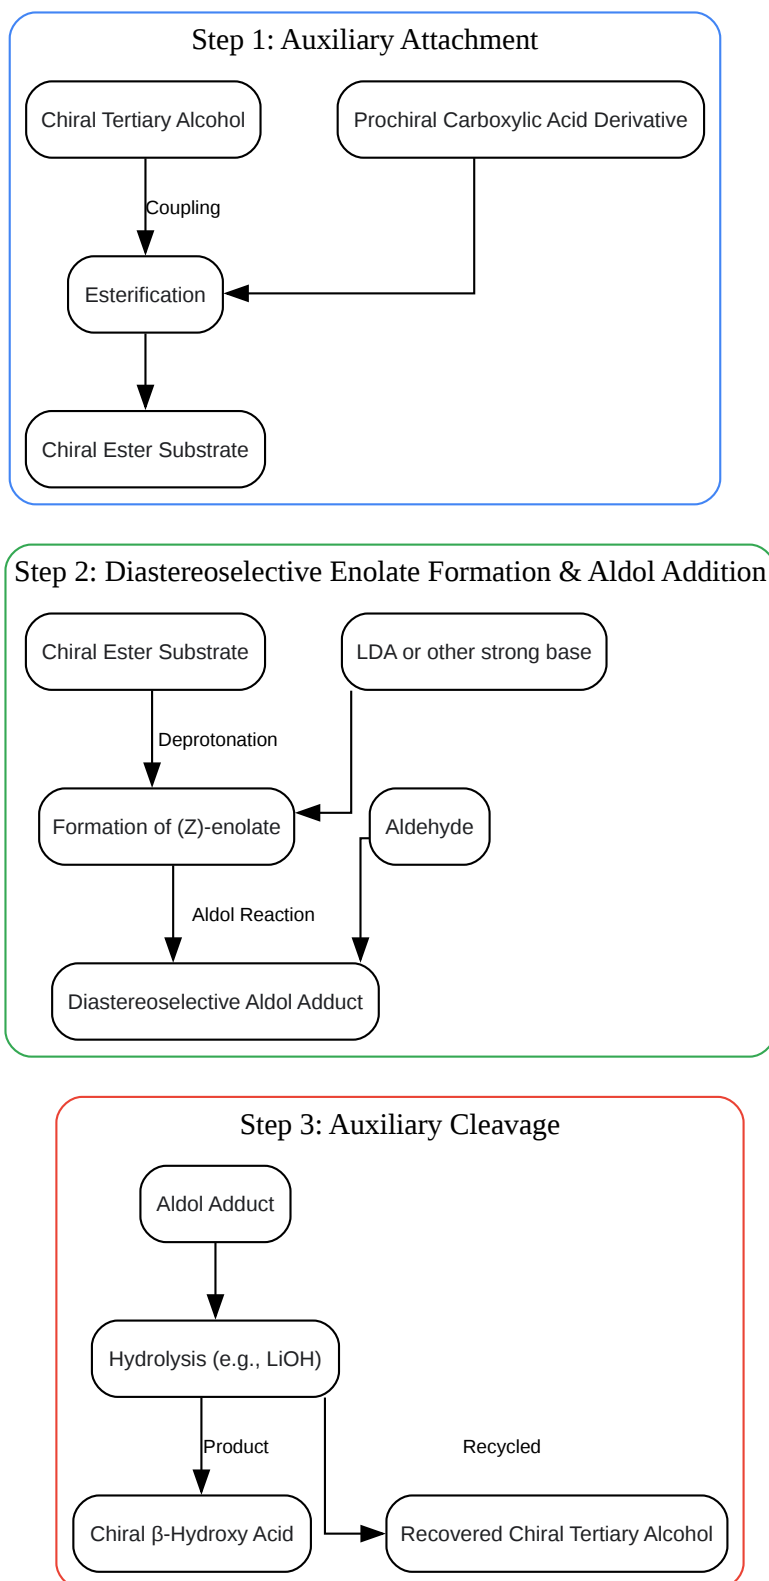 Step 1: Auxiliary Attachment
Chiral Tertiary Alcohol
Prochiral Carboxylic Acid Derivative
Coupling
Esterification
Chiral Ester Substrate
Step 2: Diastereoselective Enolate Formation & Aldol Addition
Chiral Ester Substrate
LDA or other strong base
Deprotonation
Formation of (Z)-enolate
Aldehyde
Aldol Reaction
Diastereoselective Aldol Adduct
Step 3: Auxiliary Cleavage
Aldol Adduct
Hydrolysis (e.g., LiOH)
Product
Recycled
Chiral β-Hydroxy Acid
Recovered Chiral Tertiary Alcohol